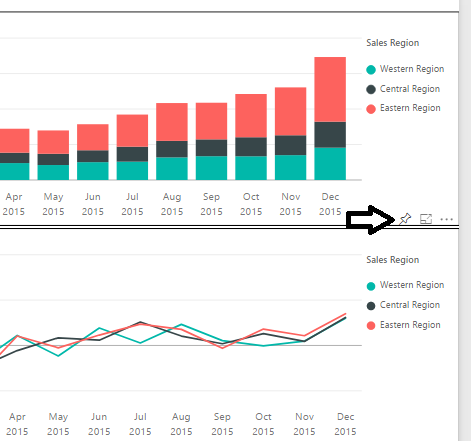 Sales Region
Western Region
Central Region
Eastern Region
Apr May Jun Jul Aug Sep Oct Nov Dec
2015 2015 2015 2015 2015 2015 2015 2015 2015
Sales Region
Western Region
Central Region
Eastern Region
Apr May Jun Jul Aug Sep Oct Nov Dec
2015 2015 2015 2015 2015 2015 2015 2015 2015